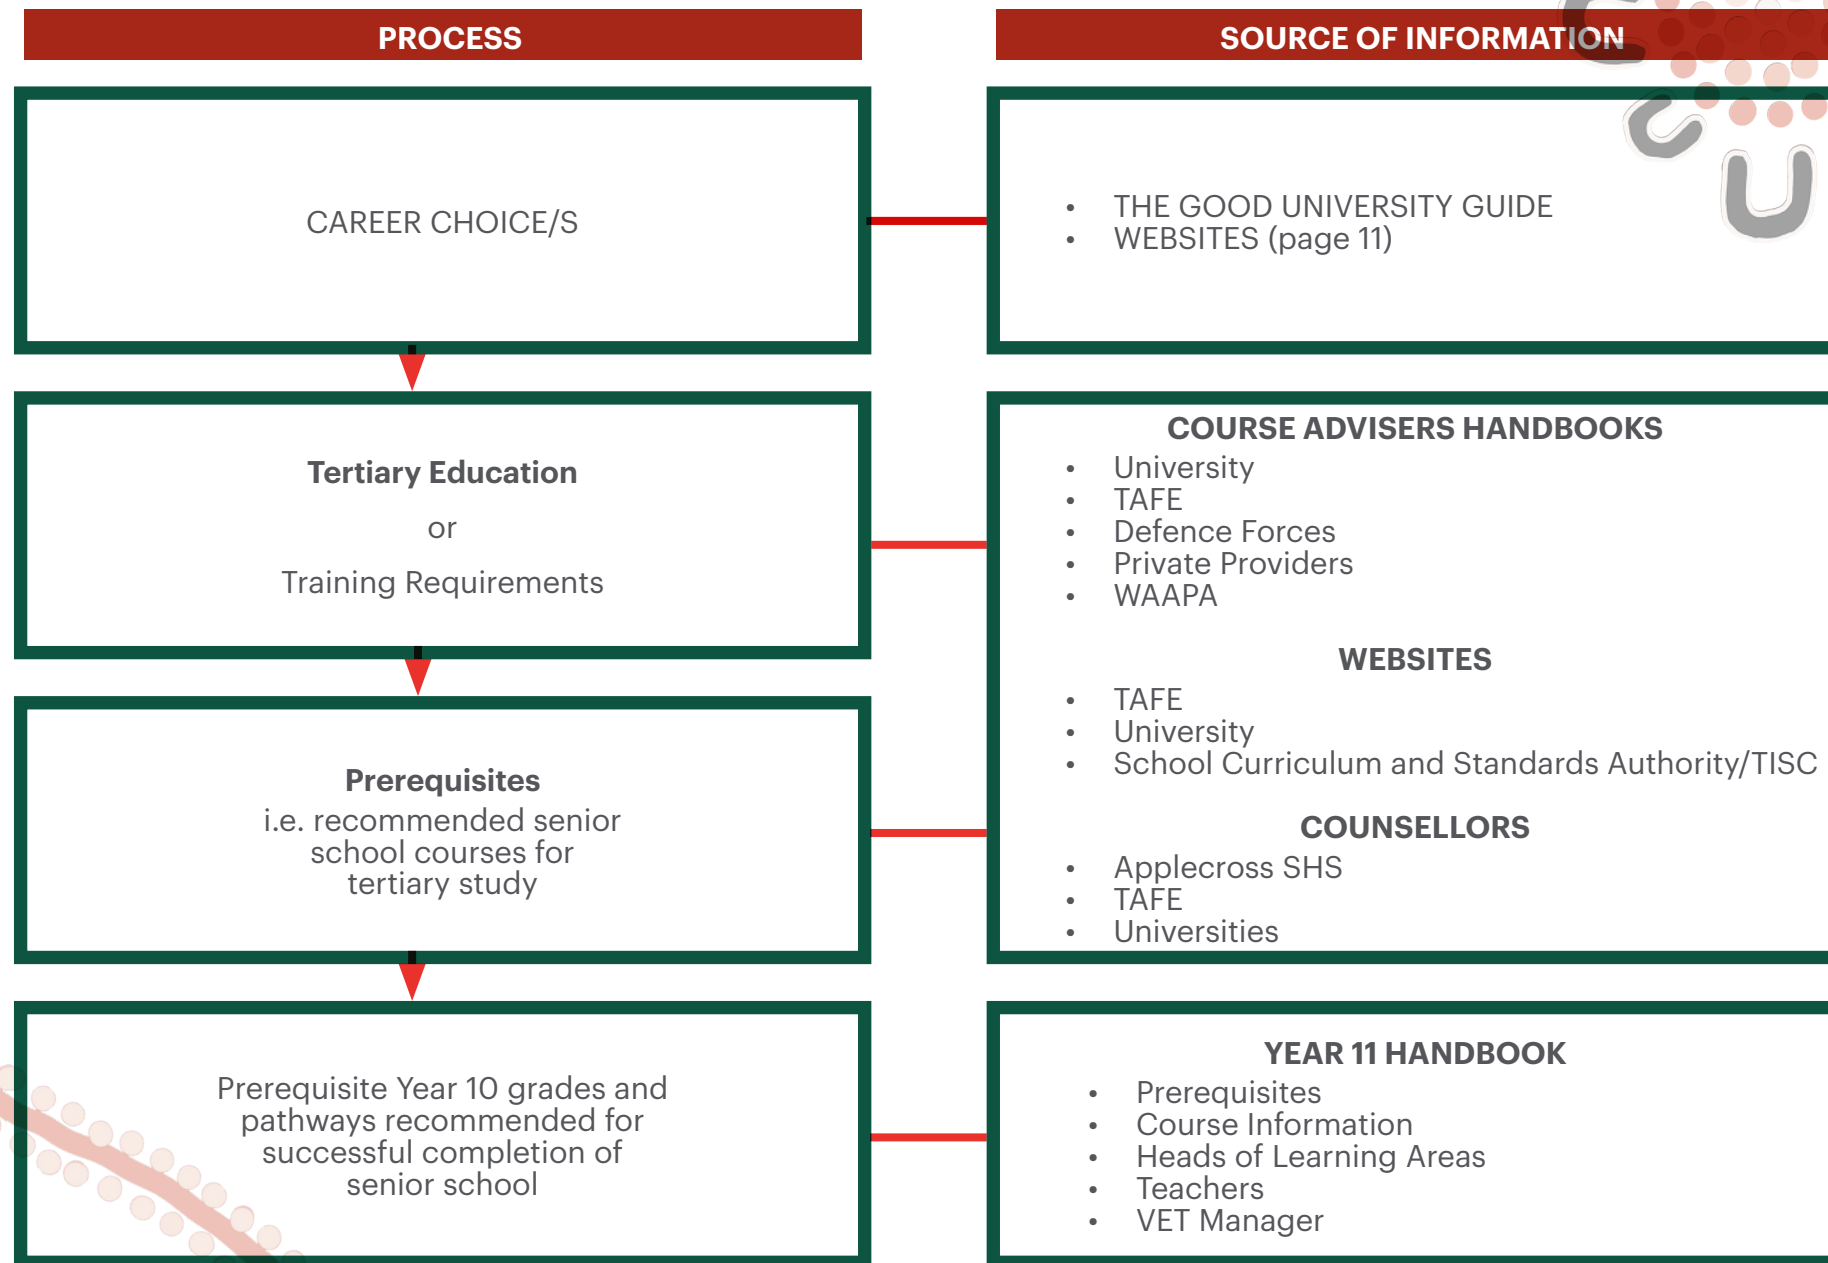 PROCESS
SOURCE OF INFORMATION
CAREER CHOICE/S
• THE GOOD UNIVERSITY GUIDE
• WEBSITES (page 11)
Tertiary Education
or
Training Requirements
COURSE ADVISERS HANDBOOKS
• University
• TAFE
• Defence Forces
• Private Providers
• WAAPA
WEBSITES
• TAFE
• University
• School Curriculum and Standards Authority/TISC
COUNSELLORS
• Applecross SHS
• TAFE
• Universities
Prerequisites
i.e. recommended senior
school courses for
tertiary study
Prerequisite Year 10 grades and
pathways recommended for
successful completion of
senior school
YEAR 11 HANDBOOK
• Prerequisites
• Course Information
• Heads of Learning Areas
• Teachers
• VET Manager